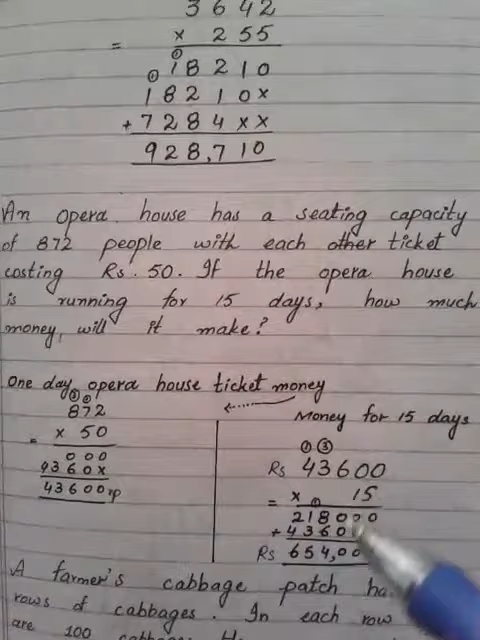 3642
× 255
=
18210
18210×
+7284××
928,710
An opera house has a seating capacity
of 872 people with each other ticket
costing Rs. 50. If the opera house
is running for 15 days, how much
money, will it make?
One day opera house ticket money
872
= × 50
000
4360×
43600rp
Money for 15 days
Rs 43600
= × 15
218000
+4360
Rs 654,00
A farmer's cabbage patch
rows of cabbages. In each row
are 100